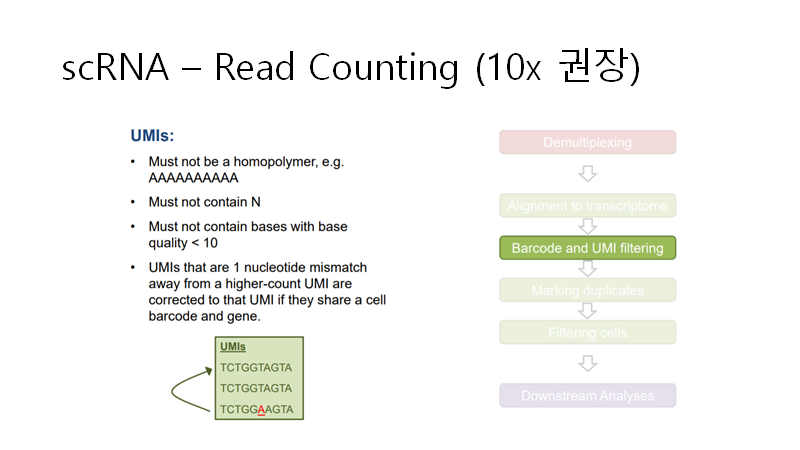 scRNA – Read Counting (10x 권장)
UMIs:
• Must not be a homopolymer, e.g.
AAAAAAAAAA
• Must not contain N
• Must not contain bases with base
quality < 10
• UMIs that are 1 nucleotide mismatch
away from a higher-count UMI are
corrected to that UMI if they share a cell
barcode and gene.
UMIs
TCTGGTAGTA
TCTGGTAGTA
TCTGGAAGTA
Demultiplexing
Alignment to transcriptome
Barcode and UMI filtering
Marking duplicates
Filtering cells
Downstream Analyses